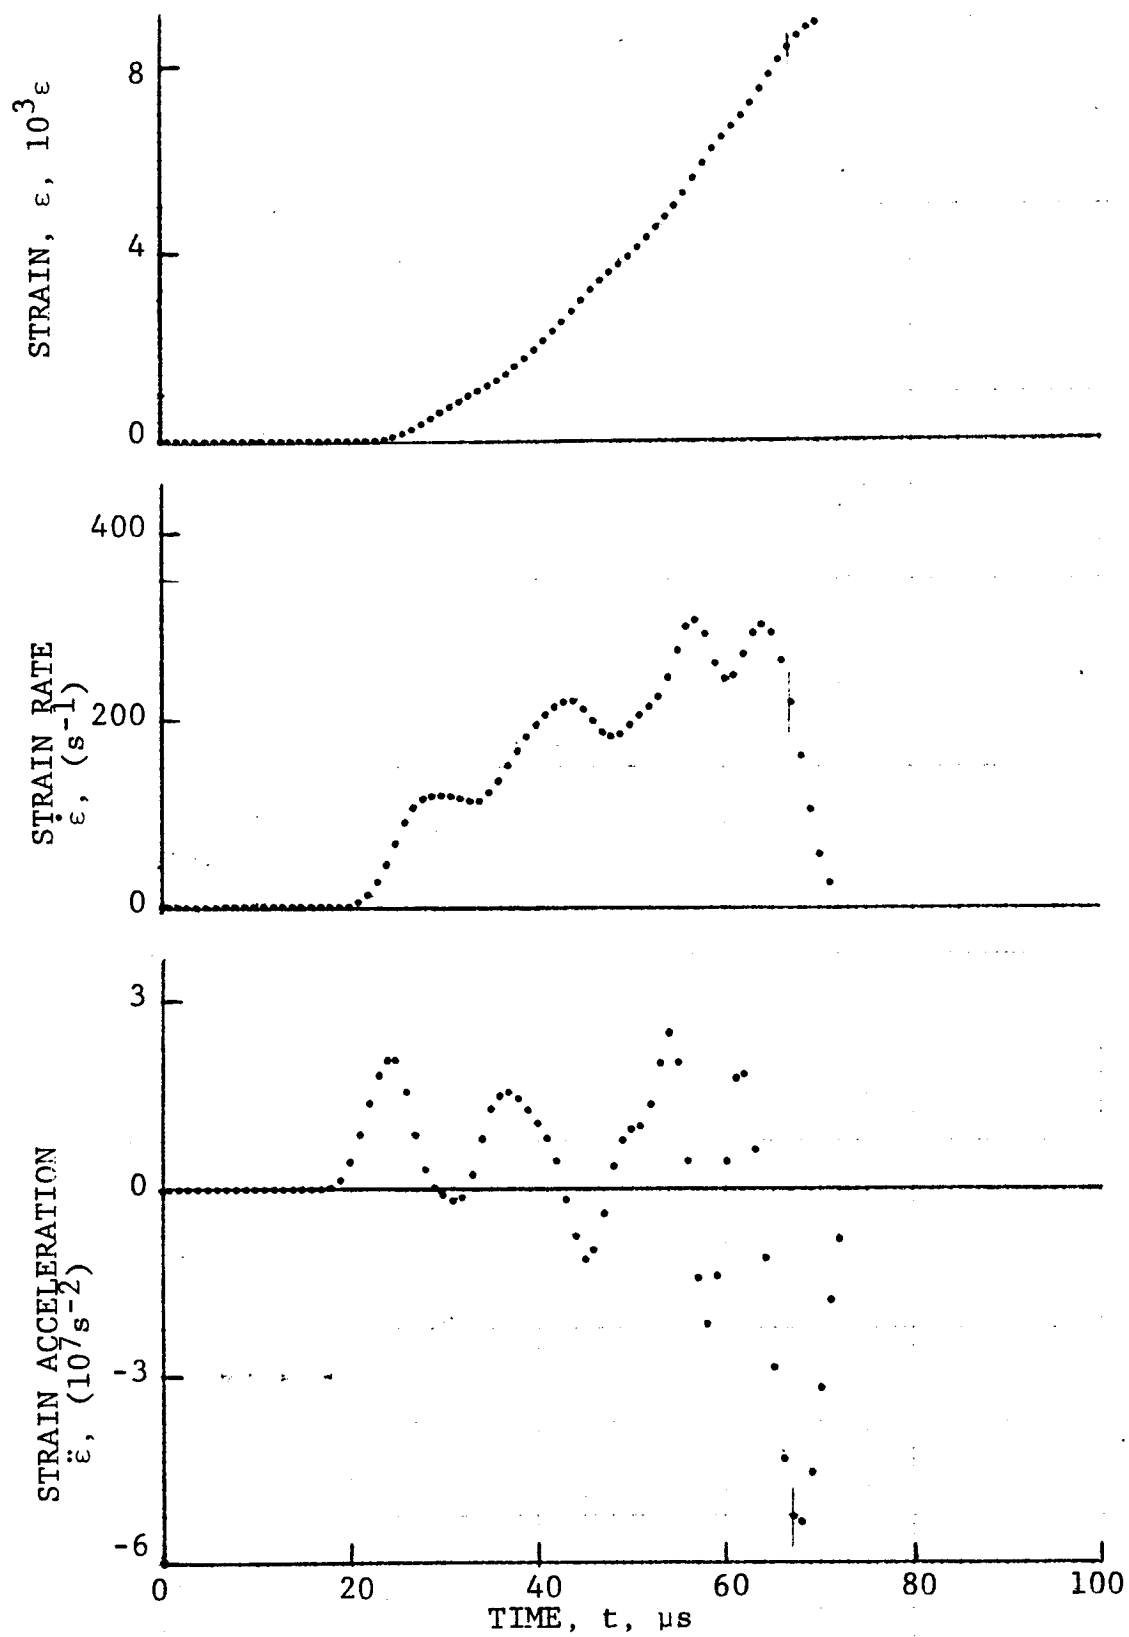 STRAIN, ε, 10³ε
8
4
0
STRAIN RATE
ε̇, (s⁻¹)
400
200
0
STRAIN ACCELERATION
ε̈, (10⁷s⁻²)
3
0
-3
-6
0 20 40 60 80 100
TIME, t, µs